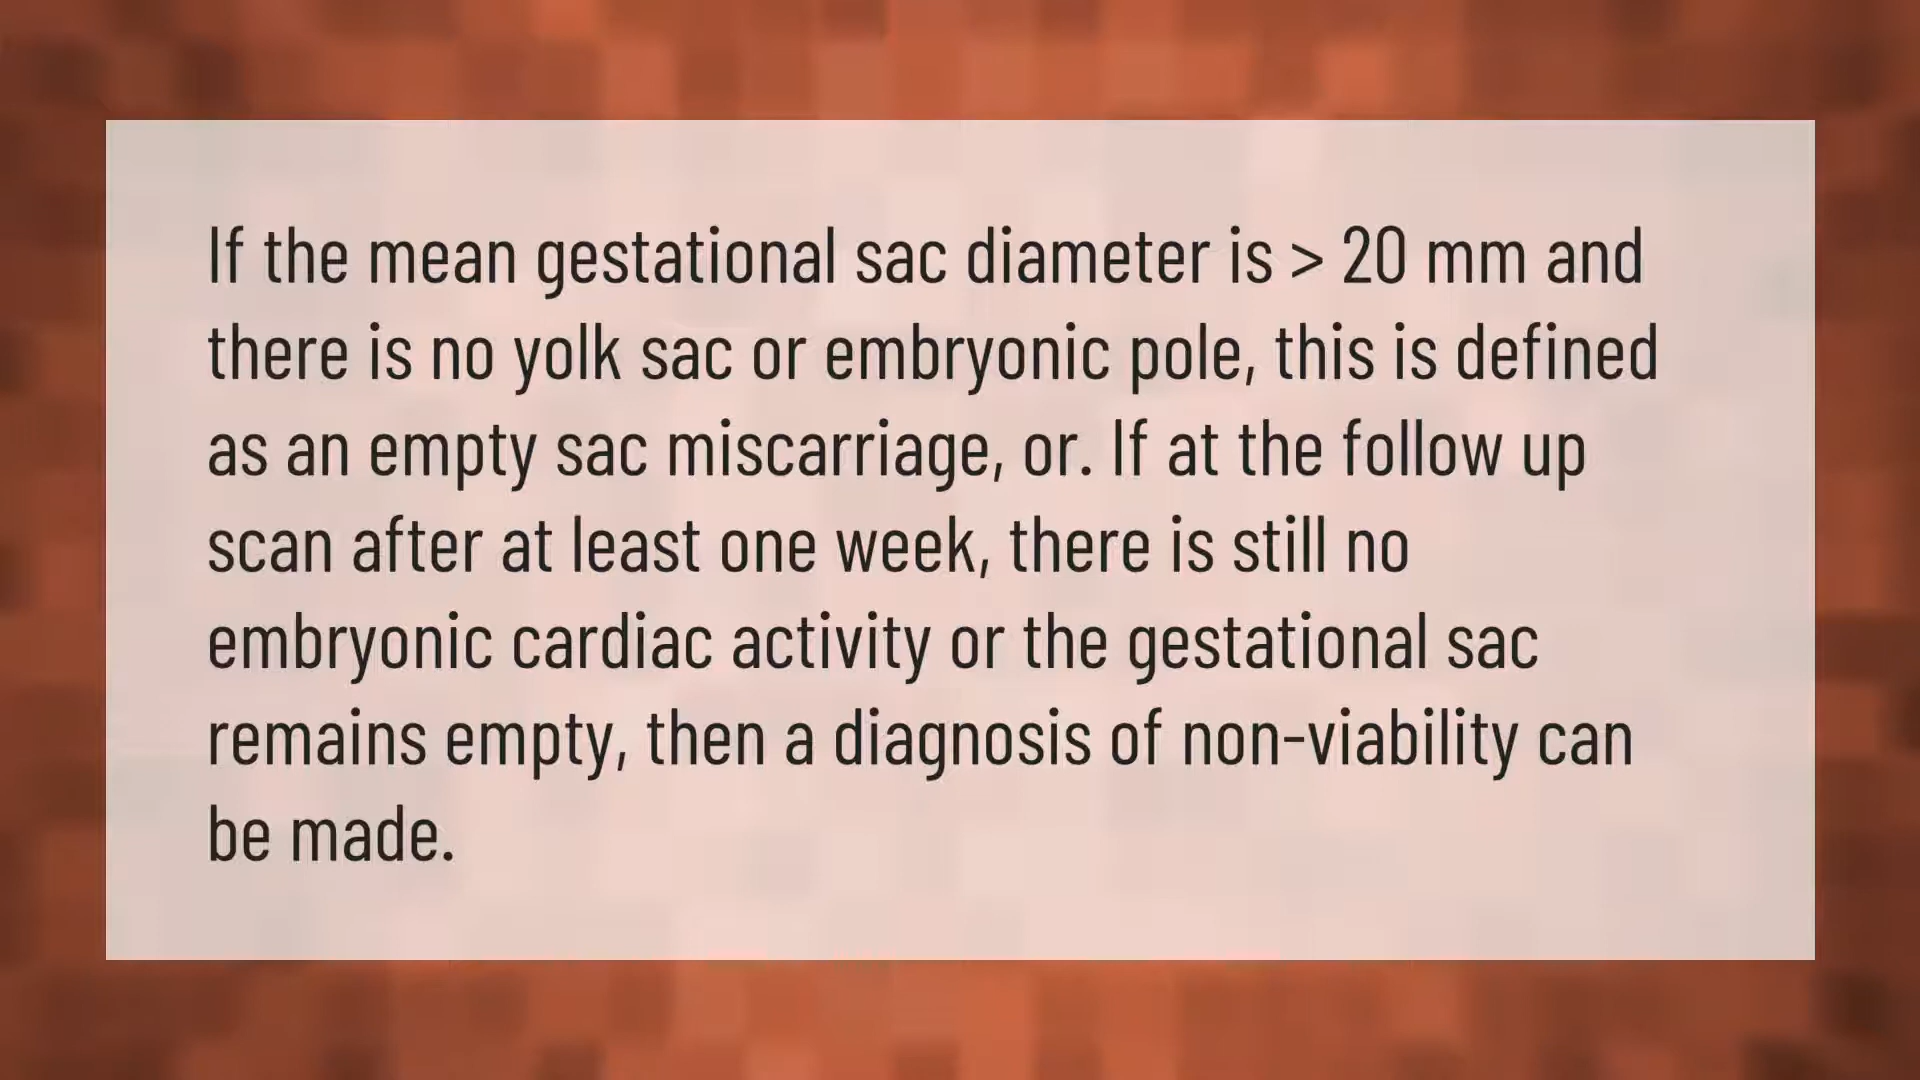 If the mean gestational sac diameter is > 20 mm and
there is no yolk sac or embryonic pole, this is defined
as an empty sac miscarriage, or. If at the follow up
scan after at least one week, there is still no
embryonic cardiac activity or the gestational sac
remains empty, then a diagnosis of non-viability can
be made.